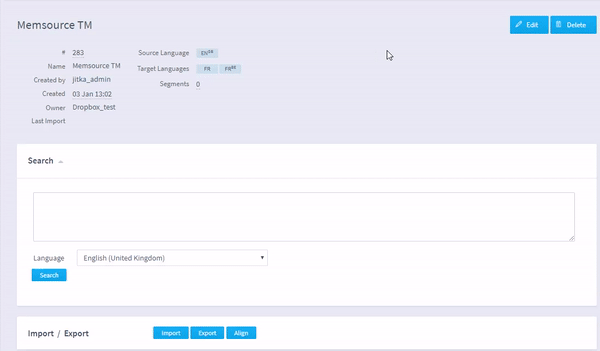 Memsource TM
Edit
Delete
# 283
Name Memsource TM
Created by jitka_admin
Created 03 Jan 13:02
Owner Dropbox_test
Last Import
Source Language EN GB
Target Languages FR FR BE
Segments 0
Search
Language English (United Kingdom)
Search
Import / Export Import Export Align